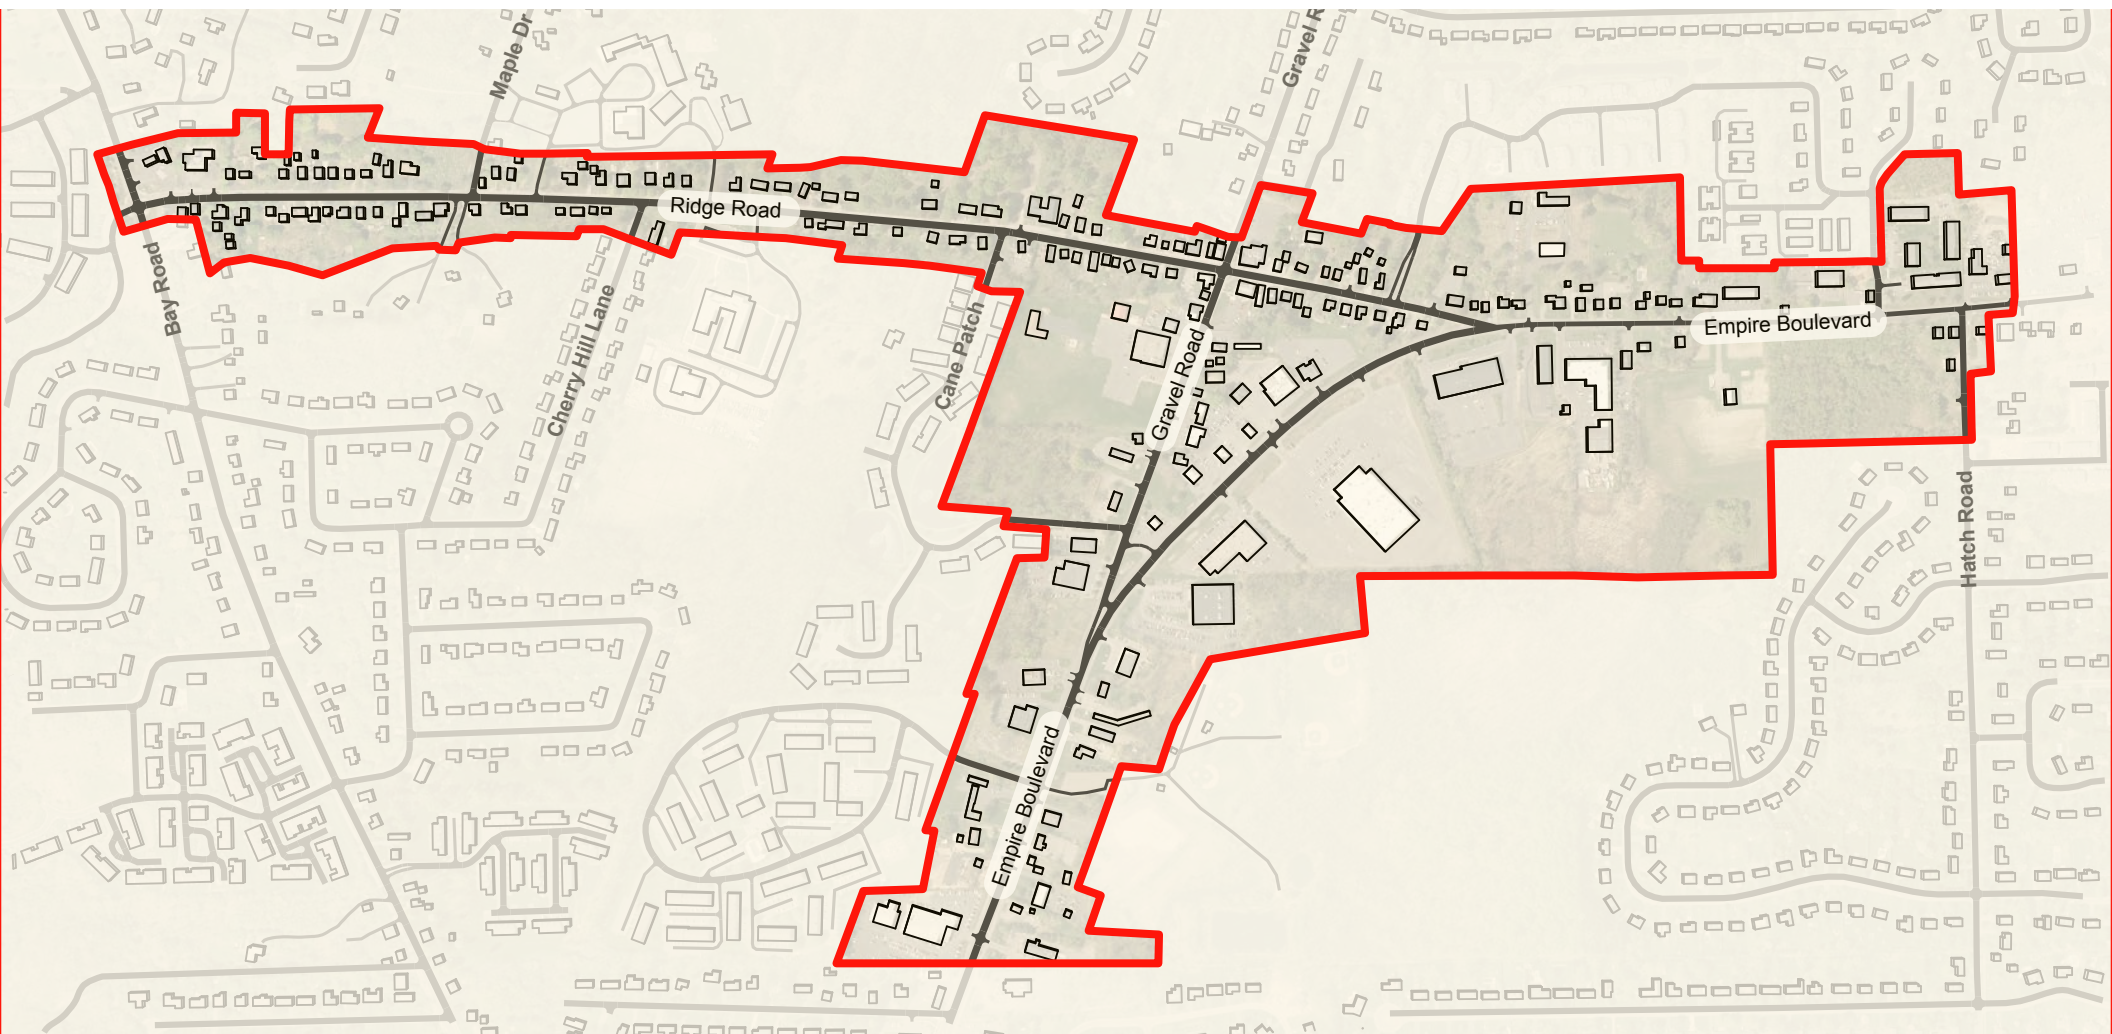 Maple Dr
Gravel R
Ridge Road
Bay Road
Cherry Hill Lane
Cane Patch
Gravel Road
Empire Boulevard
Hatch Road
Empire Boulevard